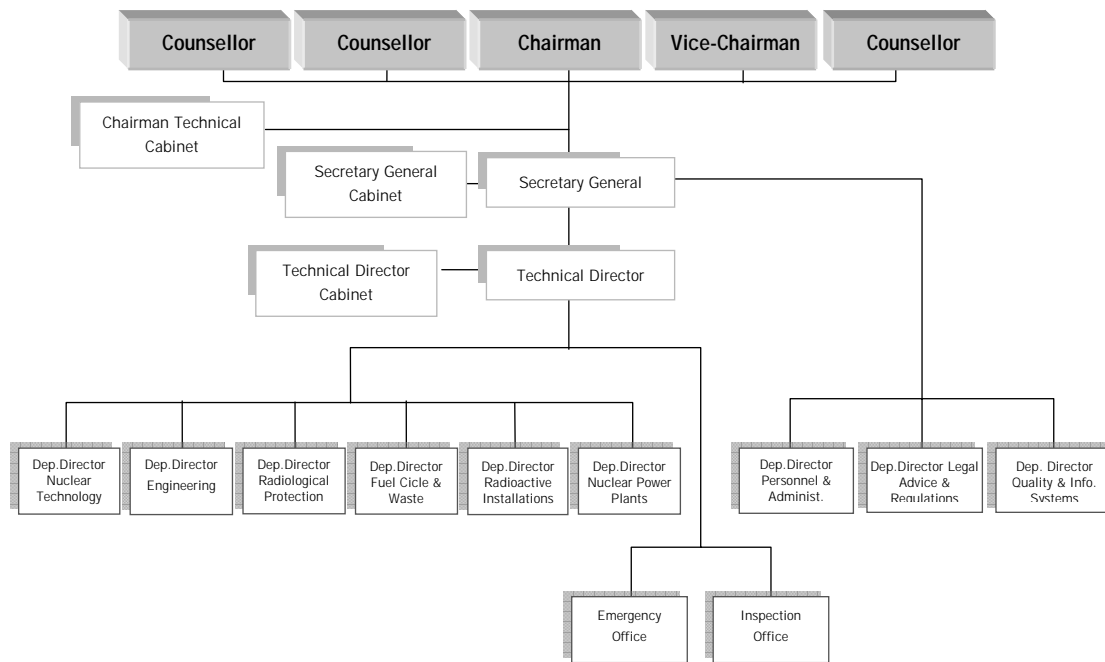 Counsellor
Counsellor
Chairman
Vice-Chairman
Counsellor
Chairman Technical
Cabinet
Secretary General
Cabinet
Secretary General
Technical Director
Cabinet
Technical Director
Dep.Director
Nuclear
Technology
Dep.Director
Engineering
Dep.Director
Radiological
Protection
Dep.Director
Fuel Cicle &
Waste
Dep.Director
Radioactive
Installations
Dep.Director
Nuclear Power
Plants
Dep.Director
Personnel &
Administ.
Dep.Director Legal
Advice &
Regulations
Dep. Director
Quality & Info.
Systems
Emergency
Office
Inspection
Office